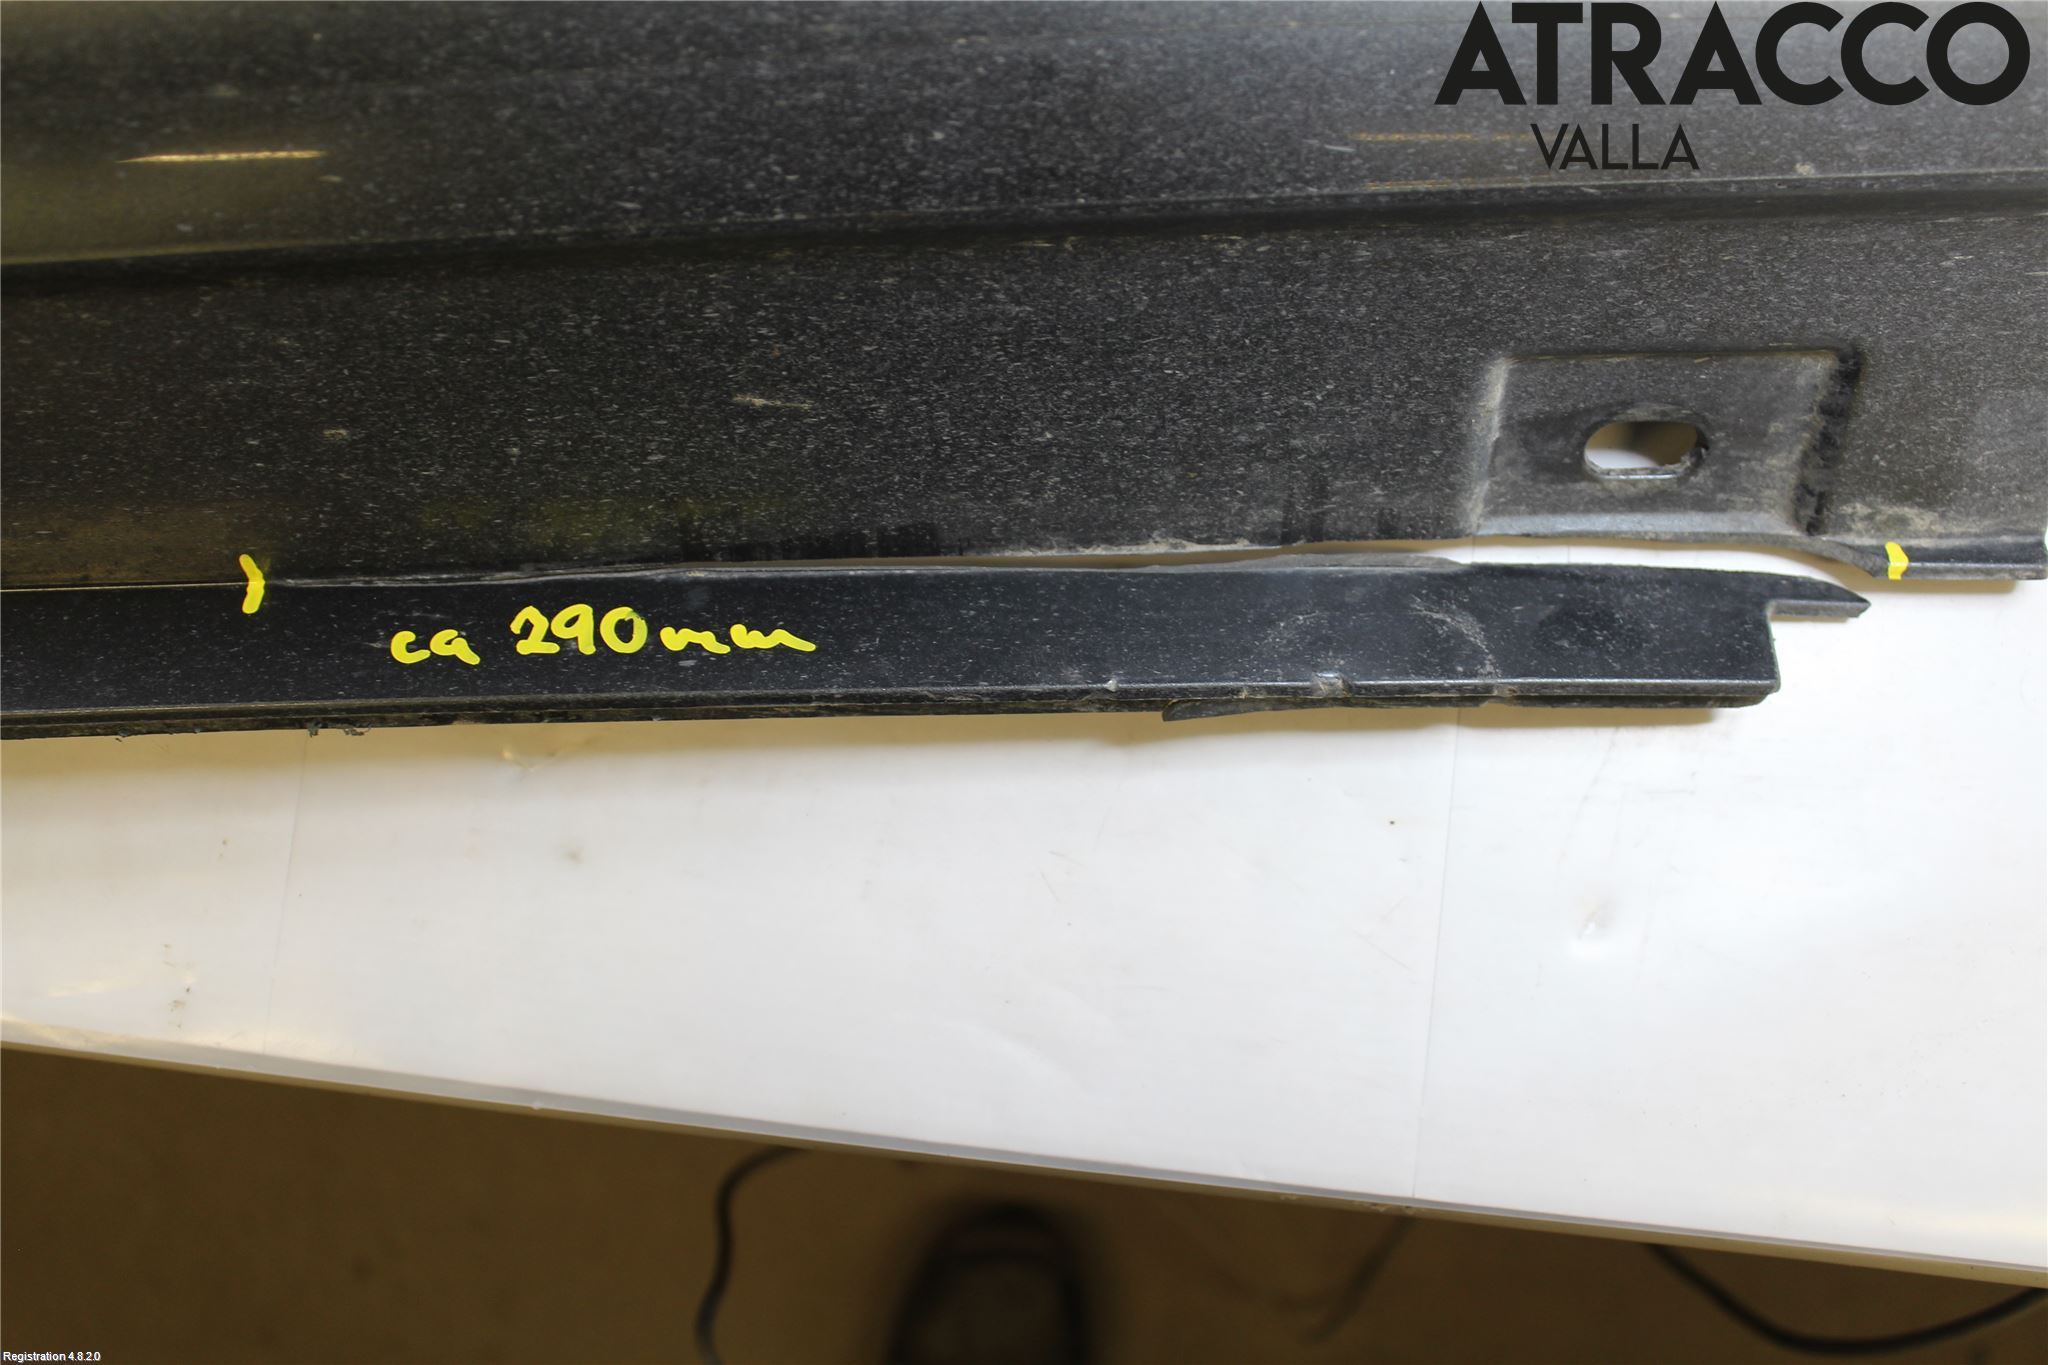 ATRACCO
VALLA
ca 290mm
Registration 4.8.2.0